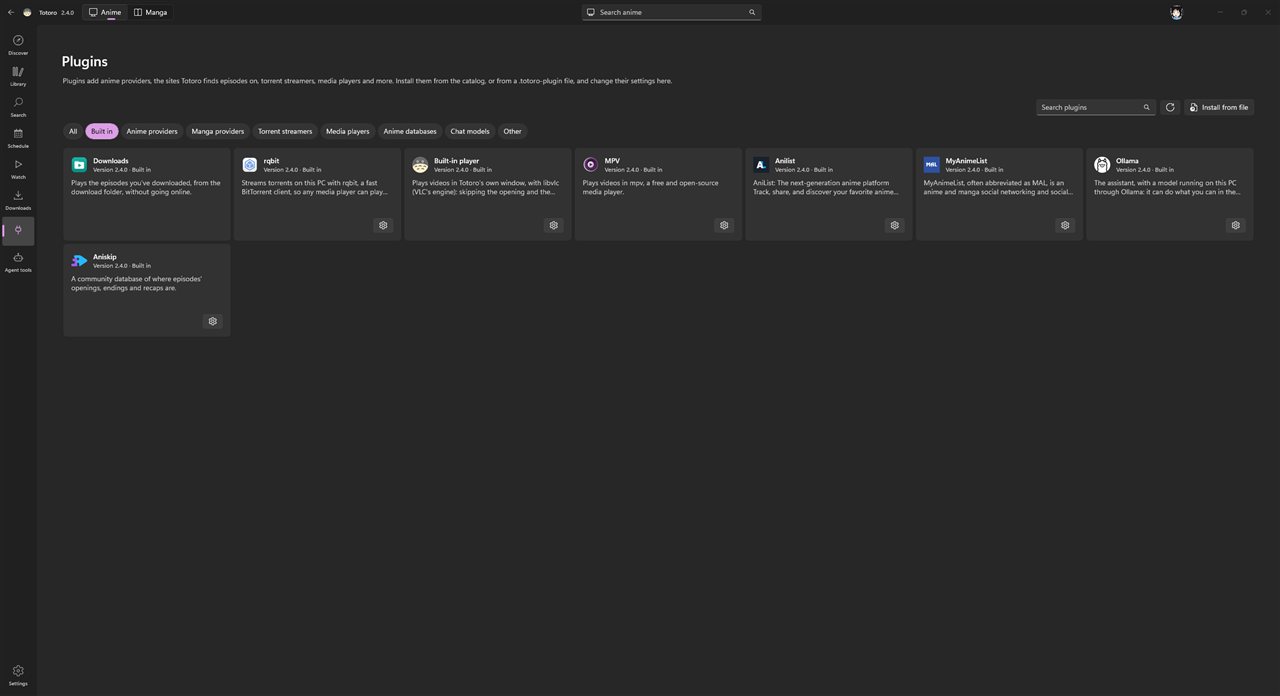 Totoro 2.4.0
Anime
Manga
Search anime
Discover
Library
Search
Schedule
Watch
Downloads
Agent tools
Settings
Plugins
Plugins add anime providers, the sites Totoro finds episodes on, torrent streamers, media players and more. Install them from the catalog, or from a .totoro-plugin file, and change their settings here.
Search plugins
Install from file
All
Built in
Anime providers
Manga providers
Torrent streamers
Media players
Anime databases
Chat models
Other
Downloads
Version 2.4.0 · Built in
Plays the episodes you've downloaded, from the
download folder, without going online.
rqbit
Version 2.4.0 · Built in
Streams torrents on this PC with rqbit, a fast
BitTorrent client, so any media player can play...
Built-in player
Version 2.4.0 · Built in
Plays videos in Totoro's own window, with libvlc
(VLC's engine): skipping the opening and the...
MPV
Version 2.4.0 · Built in
Plays videos in mpv, a free and open-source
media player.
A.
Anilist
Version 2.4.0 · Built in
AniList: The next-generation anime platform
Track, share, and discover your favorite anime...
MAL
MyAnimeList
Version 2.4.0 · Built in
MyAnimeList, often abbreviated as MAL, is an
anime and manga social networking and social...
Ollama
Version 2.4.0 · Built in
The assistant, with a model running on this PC
through Ollama: it can do what you can in the...
Aniskip
Version 2.4.0 · Built in
A community database of where episodes'
openings, endings and recaps are.